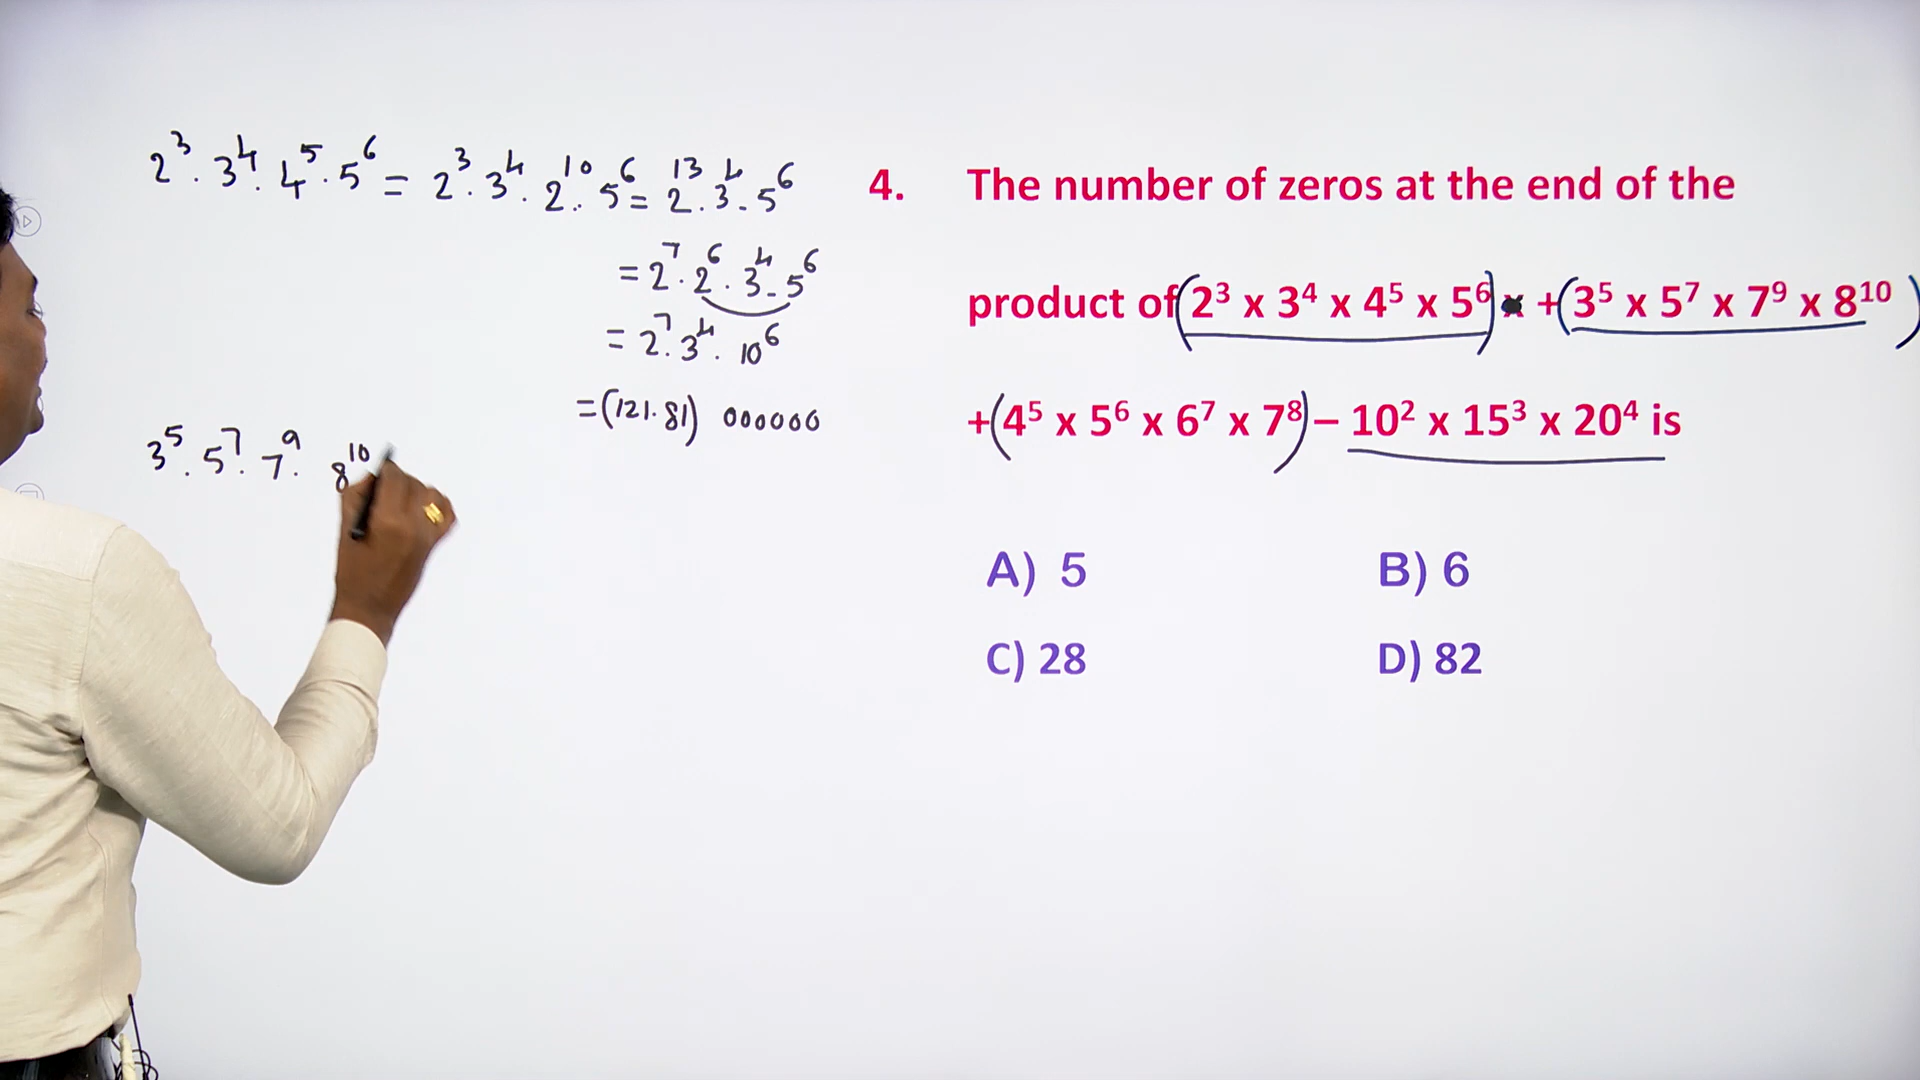 2³ . 3⁴ . 4⁵ . 5⁶ = 2³ . 3⁴ . 2¹⁰ . 5⁶ = 2¹³ . 3⁴ . 5⁶
= 2⁷ . 2⁶ . 3⁴ . 5⁶
= 2⁷ . 3⁴ . 10⁶
= (121 . 81) 000000
3⁵ . 5⁷ . 7⁹ . 8¹⁰
4. The number of zeros at the end of the
product of (2³ x 3⁴ x 4⁵ x 5⁶) x + (3⁵ x 5⁷ x 7⁹ x 8¹⁰)
+ (4⁵ x 5⁶ x 6⁷ x 7⁸) – 10² x 15³ x 20⁴ is
A) 5 B) 6
C) 28 D) 82